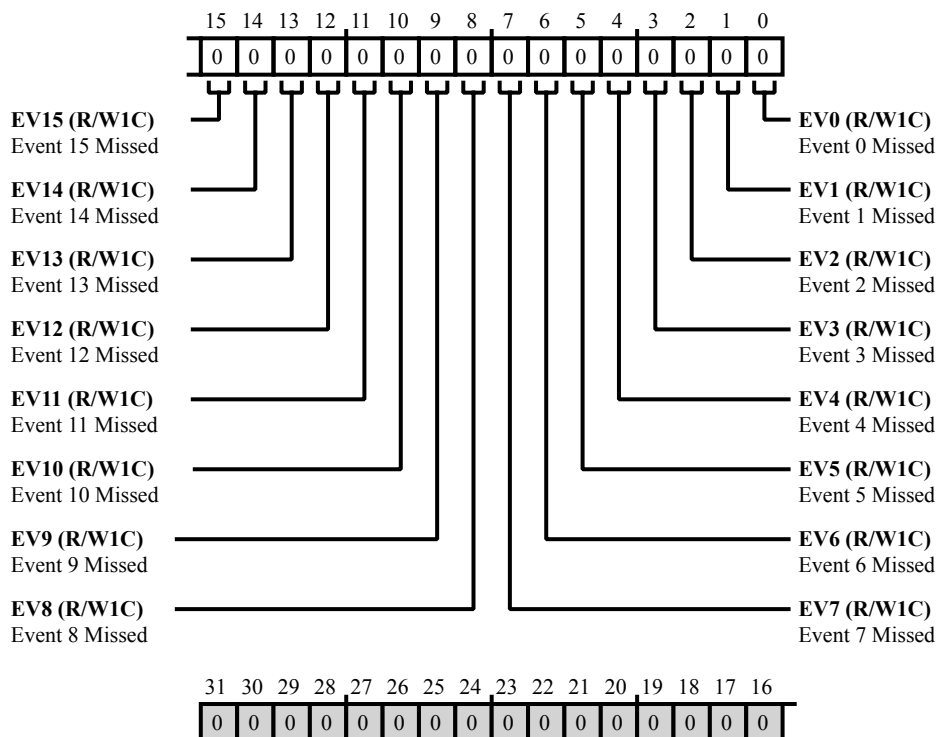 15 14 13 12 11 10 9 8 7 6 5 4 3 2 1 0
0 0 0 0 0 0 0 0 0 0 0 0 0 0 0 0
EV15 (R/W1C)
Event 15 Missed
EV14 (R/W1C)
Event 14 Missed
EV13 (R/W1C)
Event 13 Missed
EV12 (R/W1C)
Event 12 Missed
EV11 (R/W1C)
Event 11 Missed
EV10 (R/W1C)
Event 10 Missed
EV9 (R/W1C)
Event 9 Missed
EV8 (R/W1C)
Event 8 Missed
EV0 (R/W1C)
Event 0 Missed
EV1 (R/W1C)
Event 1 Missed
EV2 (R/W1C)
Event 2 Missed
EV3 (R/W1C)
Event 3 Missed
EV4 (R/W1C)
Event 4 Missed
EV5 (R/W1C)
Event 5 Missed
EV6 (R/W1C)
Event 6 Missed
EV7 (R/W1C)
Event 7 Missed
31 30 29 28 27 26 25 24 23 22 21 20 19 18 17 16
0 0 0 0 0 0 0 0 0 0 0 0 0 0 0 0